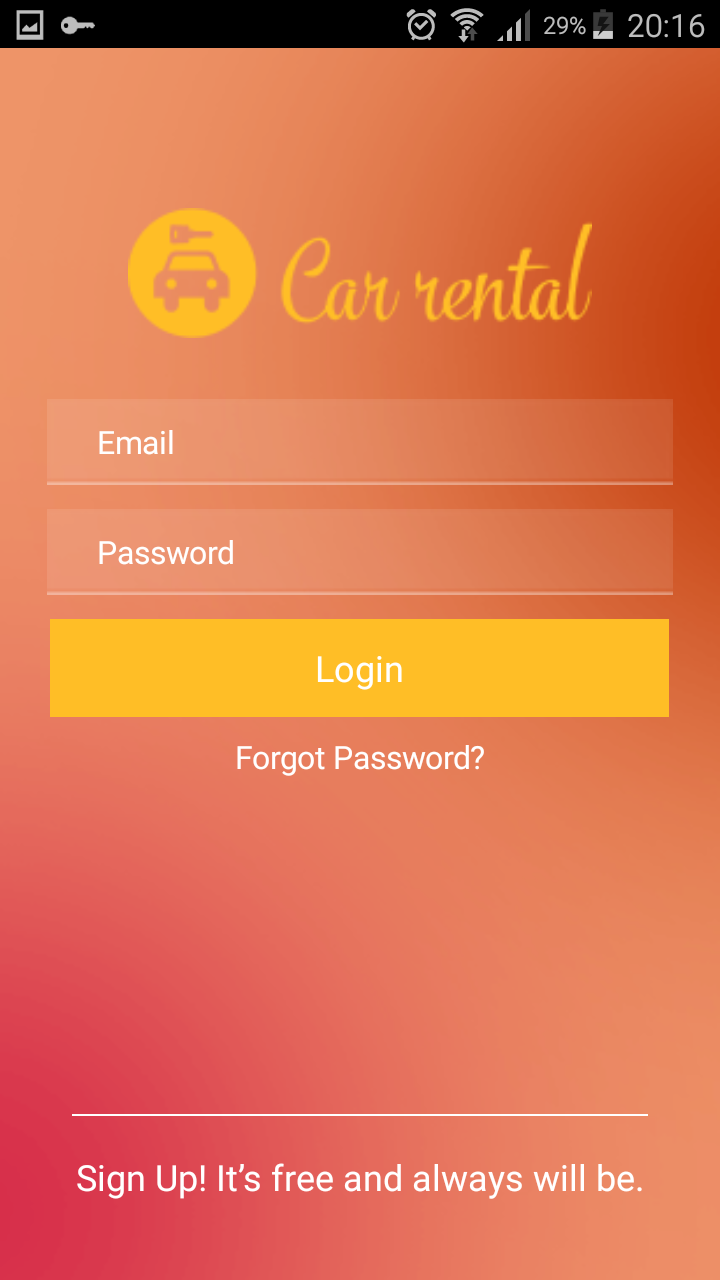 29% 20:16
Car rental
Email
Password
Login
Forgot Password?
Sign Up! It’s free and always will be.